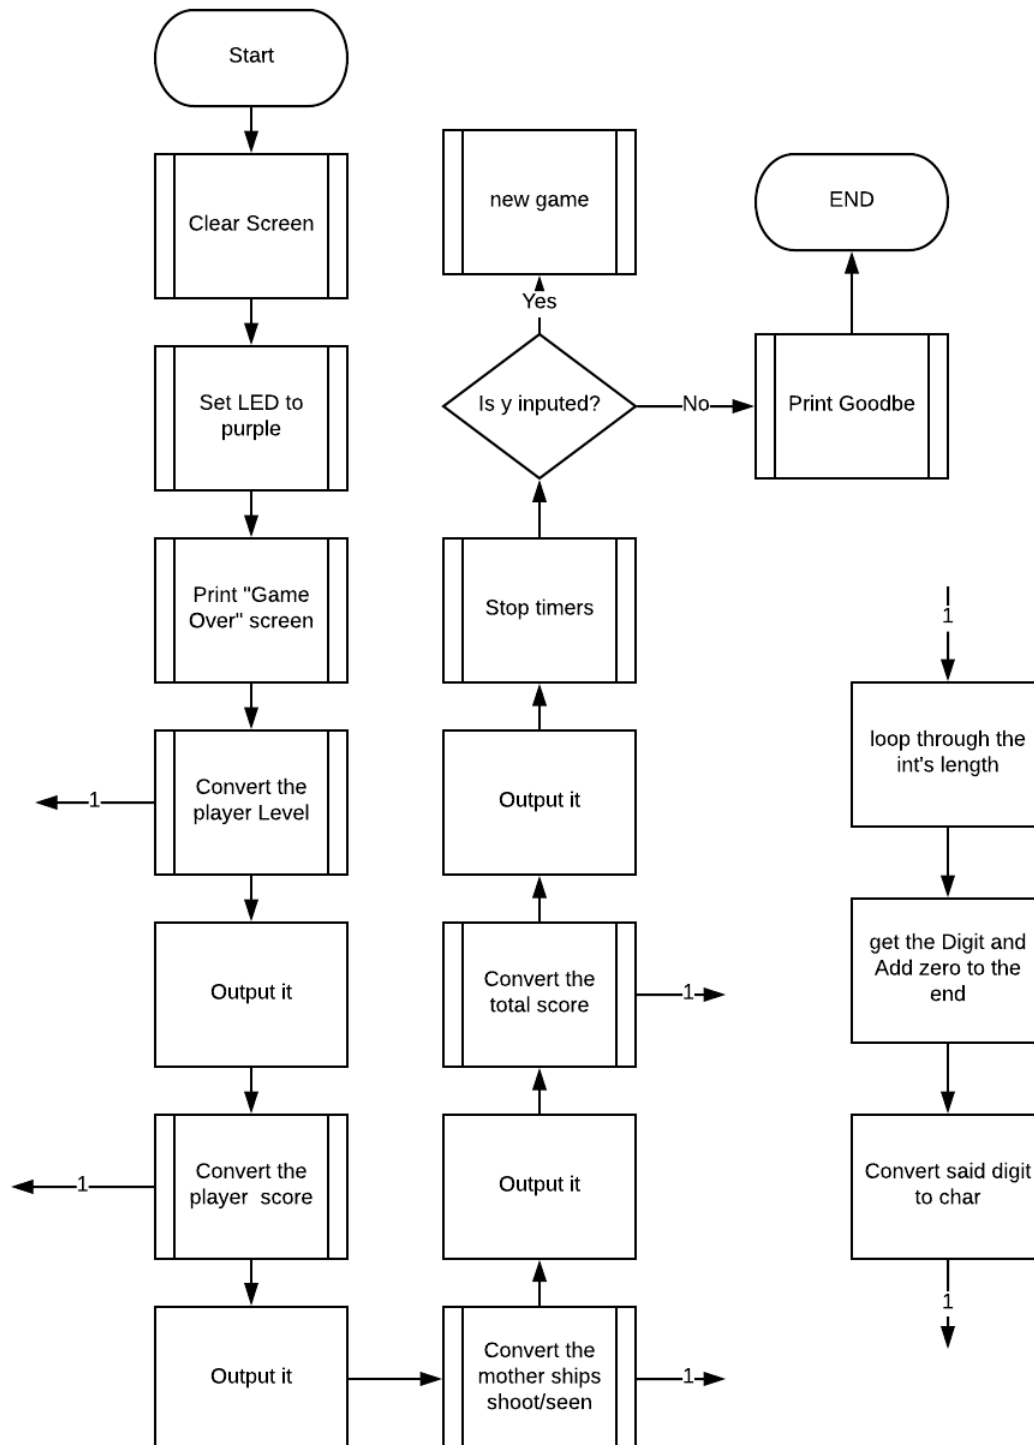 Start
Clear Screen
Set LED to
purple
Print "Game
Over" screen
Convert the
player Level
1
Output it
Convert the
player score
1
Output it
Convert the
mother ships
shoot/seen
1
Output it
Convert the
total score
1
Output it
Stop timers
Is y inputed?
Yes
new game
No
Print Goodbe
END
1
loop through the
int's length
get the Digit and
Add zero to the
end
Convert said digit
to char
1